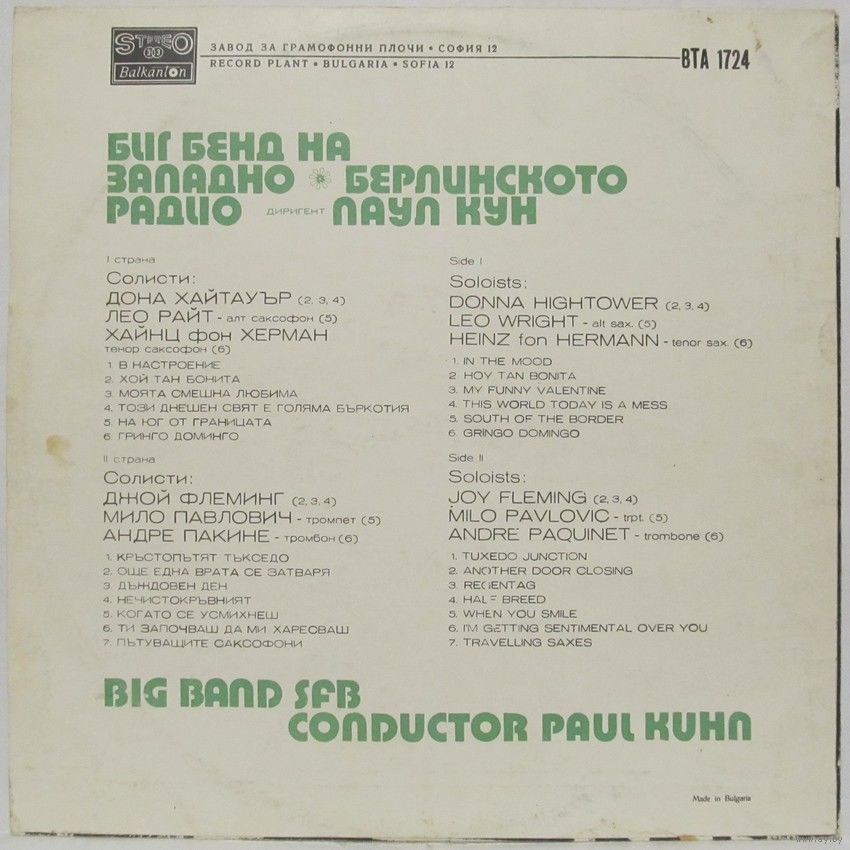 STEREO
33
Balkanton
ЗАВОД ЗА ГРАМОФОННИ ПЛОЧИ • СОФИЯ 12
RECORD PLANT • BULGARIA • SOFIA 12
BTA 1724
БИГ БЕНД НА
ЗАПАДНО * БЕРЛИНСКОТО
РАДИО ДИРИГЕНТ ПАУЛ КУН
I страна
Солисти:
ДОНА ХАЙТАУЪР (2, 3, 4)
ЛЕО РАЙТ - алт саксофон (5)
ХАЙНЦ фон ХЕРМАН
тенор саксофон (6)
1. В НАСТРОЕНИЕ
2. ХОЙ ТАН БОНИТА
3. МОЯТА СМЕШНА ЛЮБИМА
4. ТОЗИ ДНЕШЕН СВЯТ Е ГОЛЯМА БЪРКОТИЯ
5. НА ЮГ ОТ ГРАНИЦАТА
6. ГРИНГО ДОМИНГО
II страна
Солисти:
ДЖОЙ ФЛЕМИНГ (2, 3, 4)
МИЛО ПАВЛОВИЧ - тромпет (5)
АНДРЕ ПАКИНЕ - тромбон (6)
1. КРЪСТОПЪТЯТ ТЪКСЕДО
2. ОЩЕ ЕДНА ВРАТА СЕ ЗАТВАРЯ
3. ДЪЖДОВЕН ДЕН
4. НЕЧИСТОКРЪВНИЯТ
5. КОГАТО СЕ УСМИХНЕШ
6. ТИ ЗАПОЧВАШ ДА МИ ХАРЕСВАШ
7. ПЪТУВАЩИТЕ САКСОФОНИ
Side I
Soloists:
DONNA HIGHTOWER (2, 3, 4)
LEO WRIGHT - alt sax. (5)
HEINZ fon HERMANN - tenor sax. (6)
1. IN THE MOOD
2. HOY TAN BONITA
3. MY FUNNY VALENTINE
4. THIS WORLD TODAY IS A MESS
5. SOUTH OF THE BORDER
6. GRINGO DOMINGO
Side II
Soloists:
JOY FLEMING (2, 3, 4)
MILO PAVLOVIC - trpt. (5)
ANDRE PAQUINET - trombone (6)
1. TUXEDO JUNCTION
2. ANOTHER DOOR CLOSING
3. REGENTAG
4. HALF BREED
5. WHEN YOU SMILE
6. I'M GETTING SENTIMENTAL OVER YOU
7. TRAVELLING SAXES
BIG BAND SFB
CONDUCTOR PAUL KUHN
Made in Bulgaria